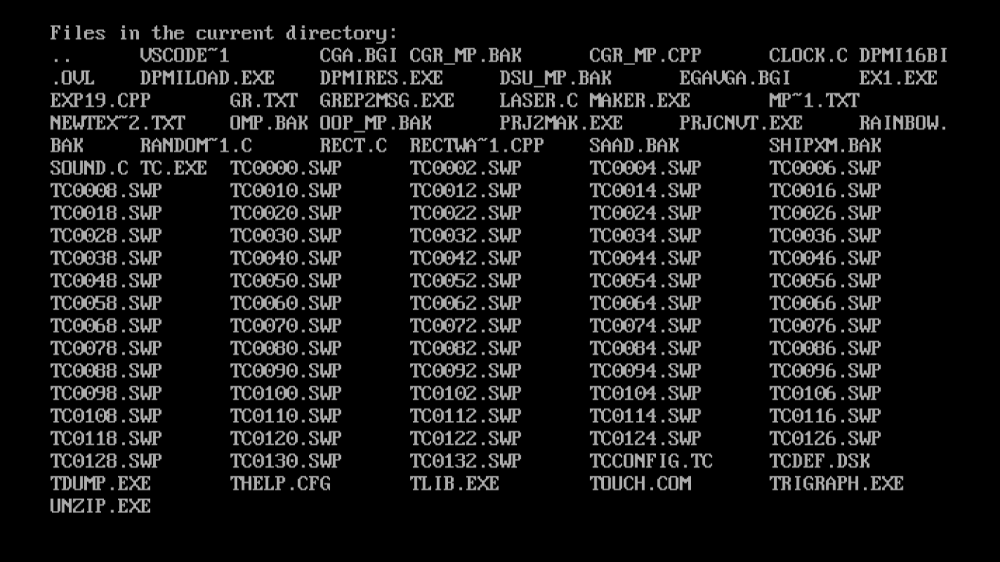 Files in the current directory:
.. VSCODE~1 CGA.BGI CGR_MP.BAK CGR_MP.CPP CLOCK.C DPMI16BI
.OVL DPMILOAD.EXE DPMIRES.EXE DSU_MP.BAK EGAVGA.BGI EX1.EXE
EXP19.CPP GR.TXT GREP2MSG.EXE LASER.C MAKER.EXE MP~1.TXT
NEWTEX~2.TXT OMP.BAK OOP_MP.BAK PRJ2MAK.EXE PRJCNVT.EXE RAINBOW.
BAK RANDOM~1.C RECT.C RECTWA~1.CPP SAAD.BAK SHIPXM.BAK
SOUND.C TC.EXE TC0000.SWP TC0002.SWP TC0004.SWP TC0006.SWP
TC0008.SWP TC0010.SWP TC0012.SWP TC0014.SWP TC0016.SWP
TC0018.SWP TC0020.SWP TC0022.SWP TC0024.SWP TC0026.SWP
TC0028.SWP TC0030.SWP TC0032.SWP TC0034.SWP TC0036.SWP
TC0038.SWP TC0040.SWP TC0042.SWP TC0044.SWP TC0046.SWP
TC0048.SWP TC0050.SWP TC0052.SWP TC0054.SWP TC0056.SWP
TC0058.SWP TC0060.SWP TC0062.SWP TC0064.SWP TC0066.SWP
TC0068.SWP TC0070.SWP TC0072.SWP TC0074.SWP TC0076.SWP
TC0078.SWP TC0080.SWP TC0082.SWP TC0084.SWP TC0086.SWP
TC0088.SWP TC0090.SWP TC0092.SWP TC0094.SWP TC0096.SWP
TC0098.SWP TC0100.SWP TC0102.SWP TC0104.SWP TC0106.SWP
TC0108.SWP TC0110.SWP TC0112.SWP TC0114.SWP TC0116.SWP
TC0118.SWP TC0120.SWP TC0122.SWP TC0124.SWP TC0126.SWP
TC0128.SWP TC0130.SWP TC0132.SWP TCCONFIG.TC TCDEF.DSK
TDUMP.EXE THELP.CFG TLIB.EXE TOUCH.COM TRIGRAPH.EXE
UNZIP.EXE